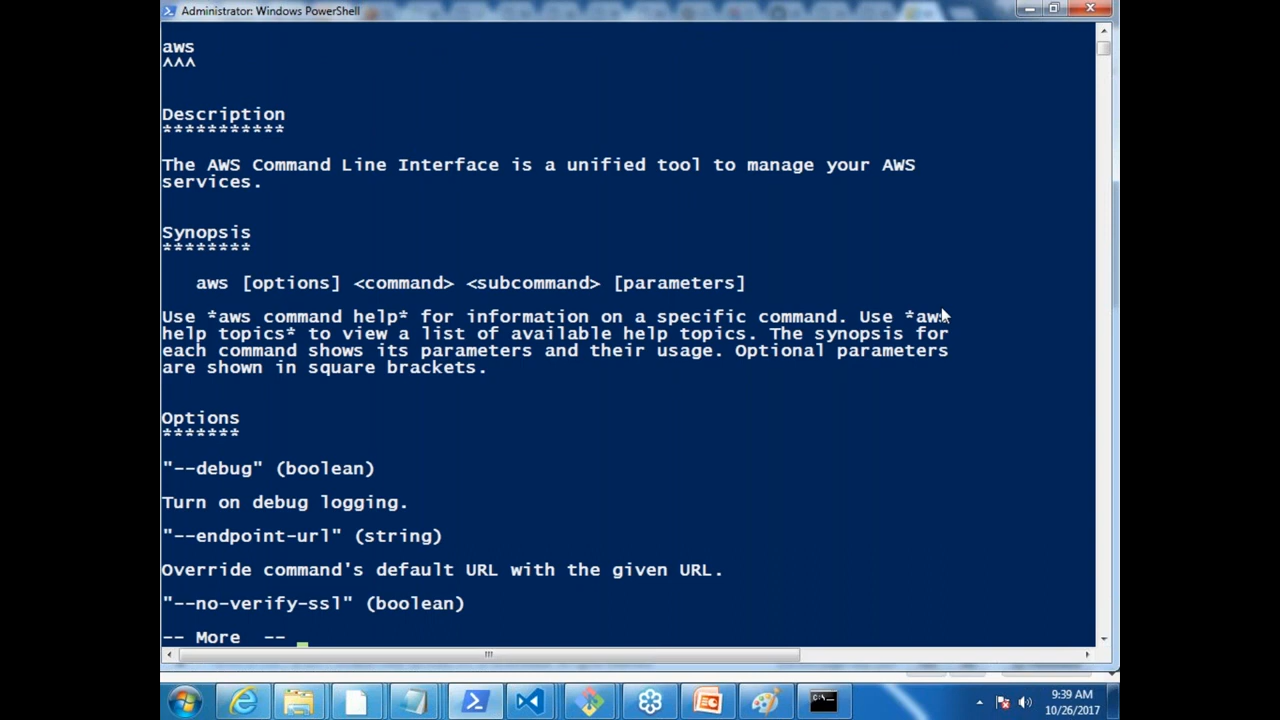 Administrator: Windows PowerShell
aws
^^^
Description
***********
The AWS Command Line Interface is a unified tool to manage your AWS
services.
Synopsis
********
aws [options] <command> <subcommand> [parameters]
Use *aws command help* for information on a specific command. Use *aws
help topics* to view a list of available help topics. The synopsis for
each command shows its parameters and their usage. Optional parameters
are shown in square brackets.
Options
*******
"--debug" (boolean)
Turn on debug logging.
"--endpoint-url" (string)
Override command's default URL with the given URL.
"--no-verify-ssl" (boolean)
-- More  --
9:39 AM
10/26/2017